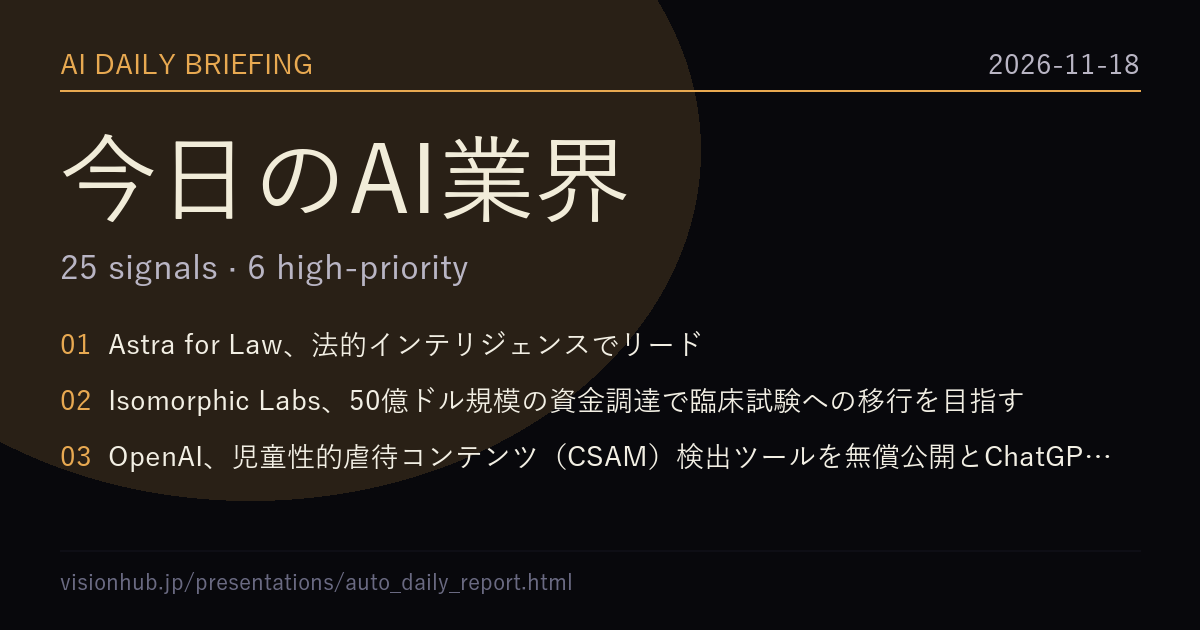 AI DAILY BRIEFING
2026-11-18
今日のAI業界
25 signals · 6 high-priority
01 Astra for Law、法的インテリジェンスでリード
02 Isomorphic Labs、50億ドル規模の資金調達で臨床試験への移行を目指す
03 OpenAI、児童性的虐待コンテンツ（CSAM）検出ツールを無償公開とChatGP…
visionhub.jp/presentations/auto_daily_report.html